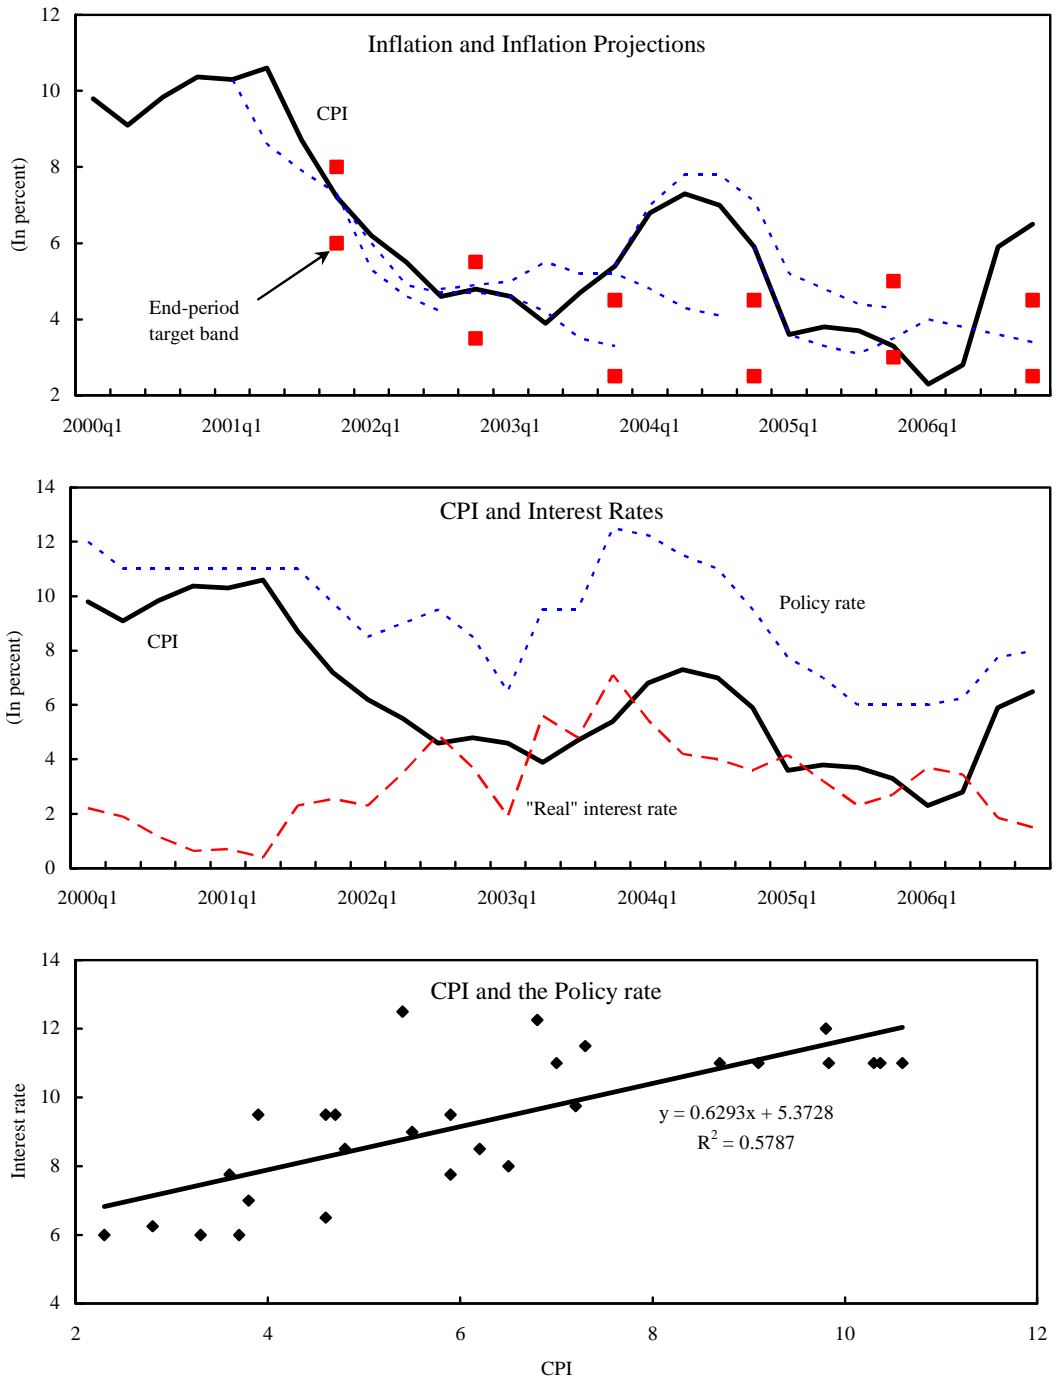 Inflation and Inflation Projections
12
10
8
6
4
2
(In percent)
CPI
End-period
target band
2000q1 2001q1 2002q1 2003q1 2004q1 2005q1 2006q1
CPI and Interest Rates
14
12
10
8
6
4
2
0
(In percent)
Policy rate
CPI
"Real" interest rate
2000q1 2001q1 2002q1 2003q1 2004q1 2005q1 2006q1
CPI and the Policy rate
14
12
10
8
6
4
Interest rate
y = 0.6293x + 5.3728
R² = 0.5787
2 4 6 8 10 12
CPI